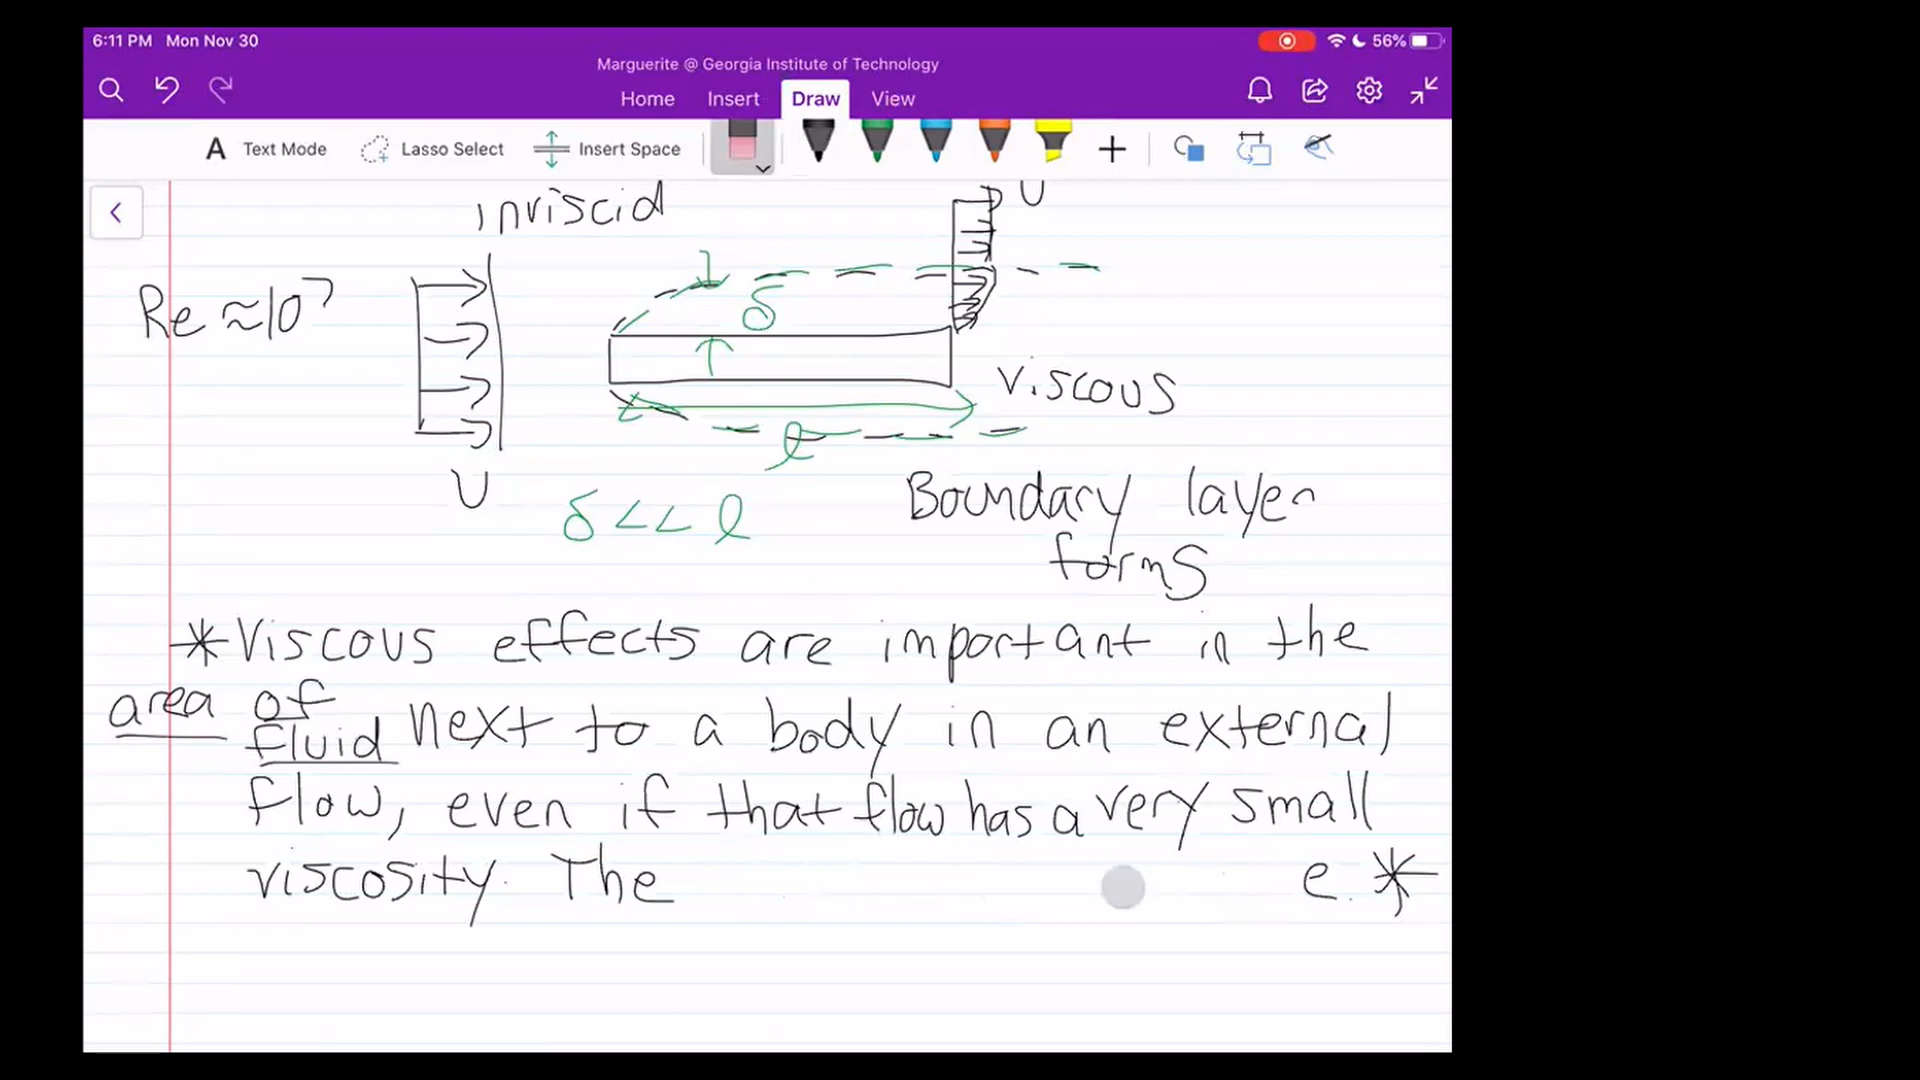 6:11 PM Mon Nov 30
56%
Marguerite @ Georgia Institute of Technology
Home Insert Draw View
A Text Mode Lasso Select Insert Space
inviscid
U
Re ≈10⁷
δ
viscous
ℓ
U
δ << ℓ
Boundary layer
forms
*Viscous effects are important in the
area of
fluid next to a body in an external
flow, even if that flow has a very small
viscosity. The e. *